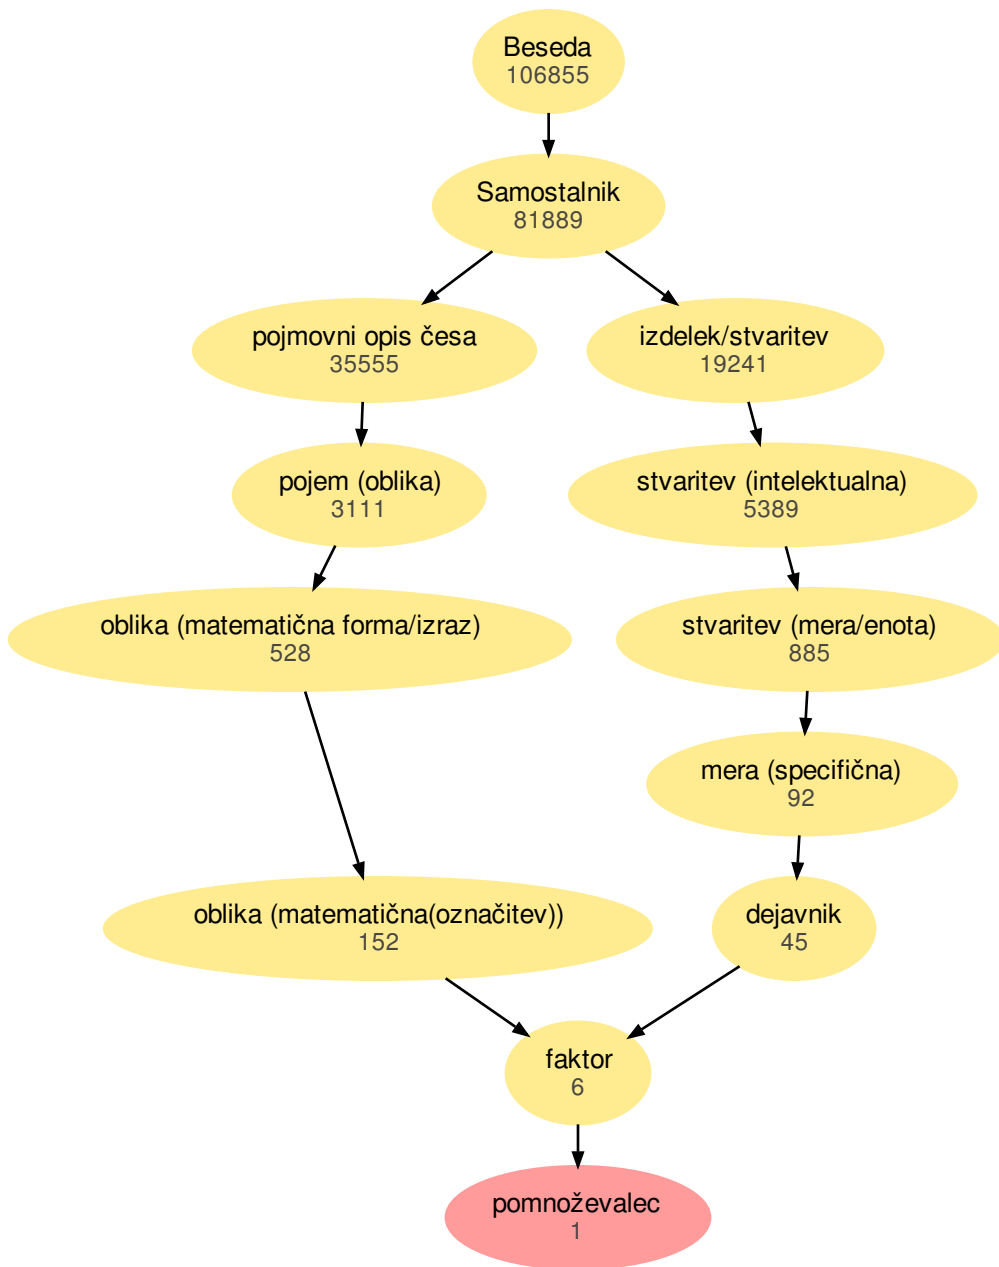 Beseda
106855
Samostalnik
81889
pojmovni opis česa
35555
izdelek/stvaritev
19241
pojem (oblika)
3111
stvaritev (intelektualna)
5389
oblika (matematična forma/izraz)
528
stvaritev (mera/enota)
885
mera (specifična)
92
oblika (matematična(označitev))
152
dejavnik
45
faktor
6
pomnoževalec
1